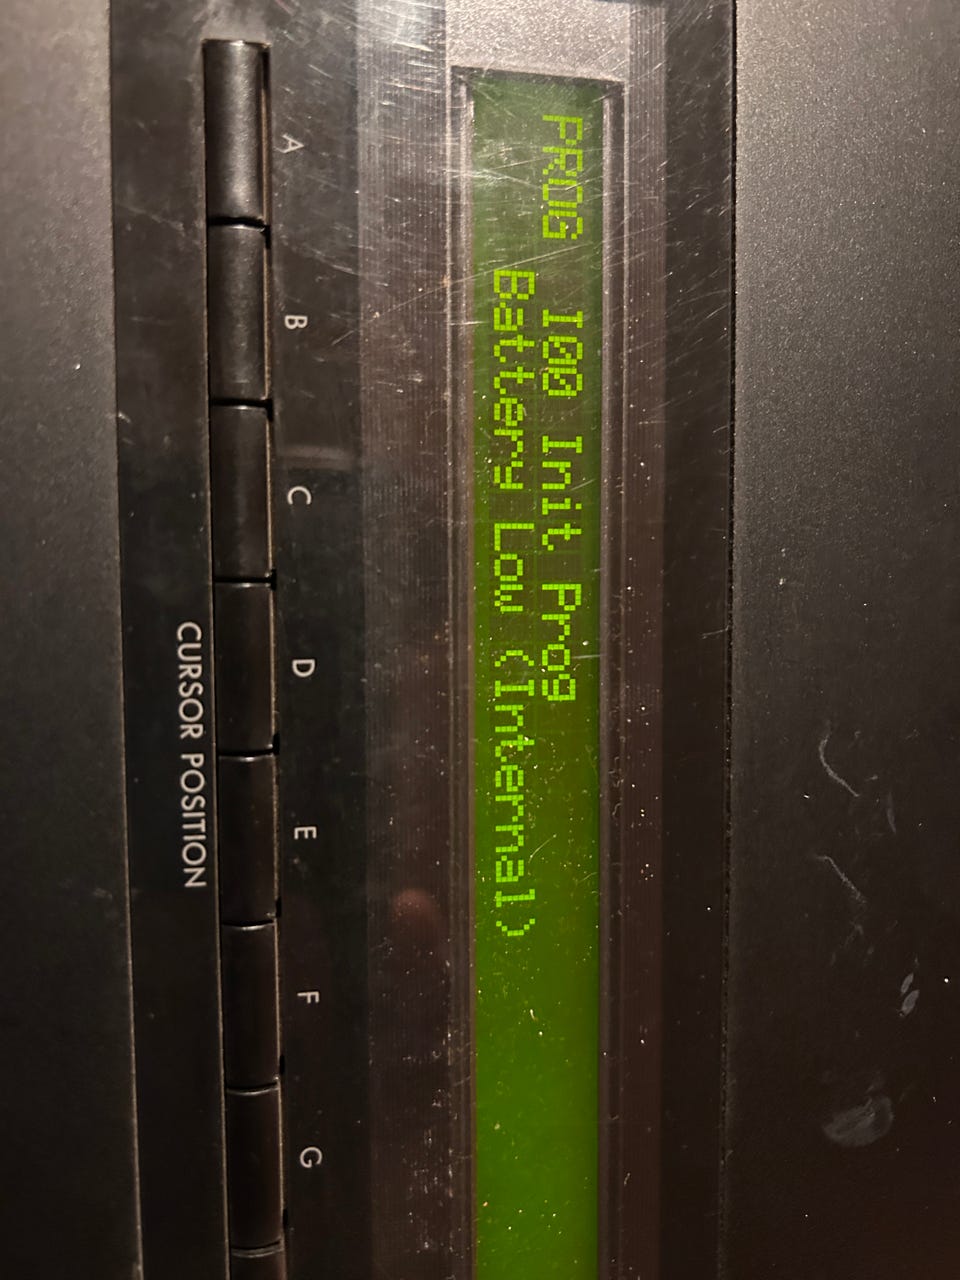 PROG I00 Init Prog
Battery Low (Internal)
A B C D E F G
CURSOR POSITION